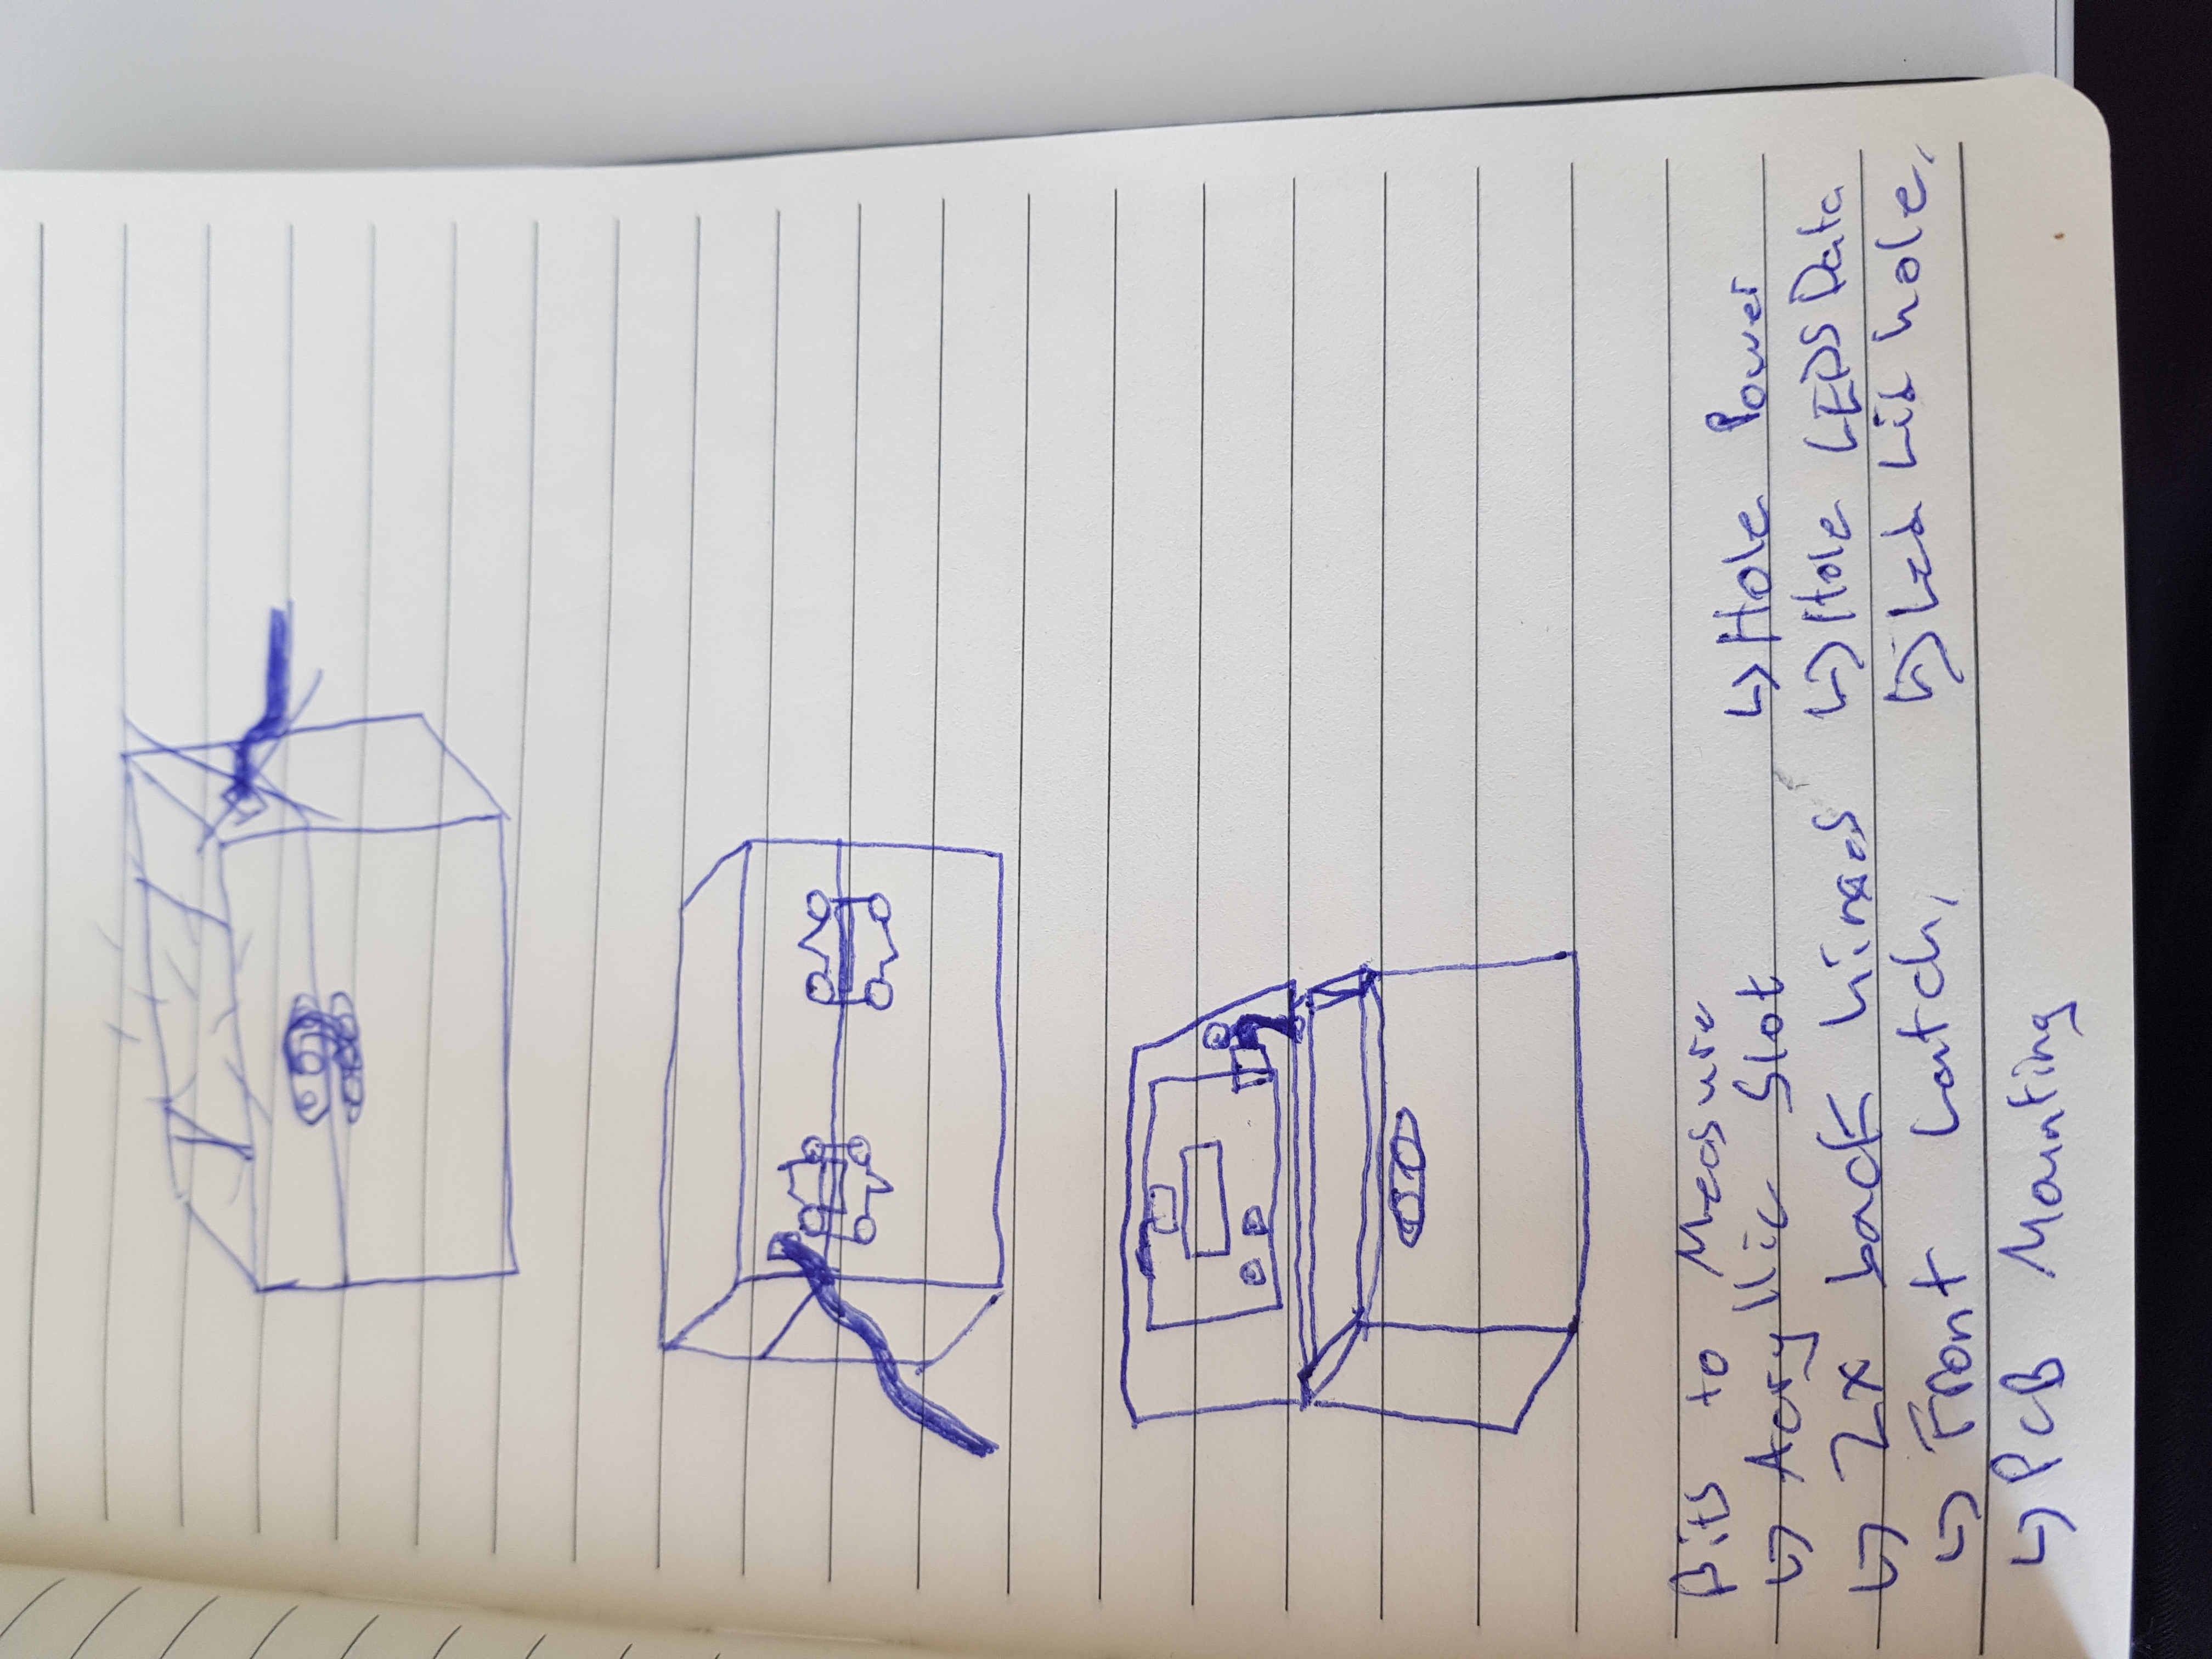 Bits to Measure
↳ Acryllic Slot
↳ 2x back hinges
↳ Front Latch,
↳ PCB Mounting
↳ Hole Power
↳ Hole LEDS Data
↳ Led Lid hole,